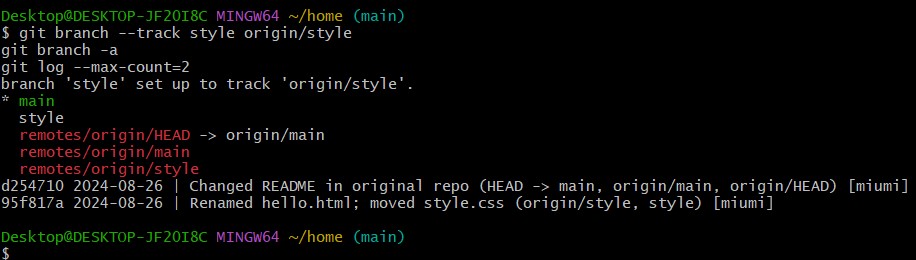 Desktop@DESKTOP-JF2OI8C MINGW64 ~/home (main)
$ git branch --track style origin/style
git branch -a
git log --max-count=2
branch 'style' set up to track 'origin/style'.
* main
  style
  remotes/origin/HEAD -> origin/main
  remotes/origin/main
  remotes/origin/style
d254710 2024-08-26 | Changed README in original repo (HEAD -> main, origin/main, origin/HEAD) [miumi]
95f817a 2024-08-26 | Renamed hello.html; moved style.css (origin/style, style) [miumi]
Desktop@DESKTOP-JF2OI8C MINGW64 ~/home (main)
$